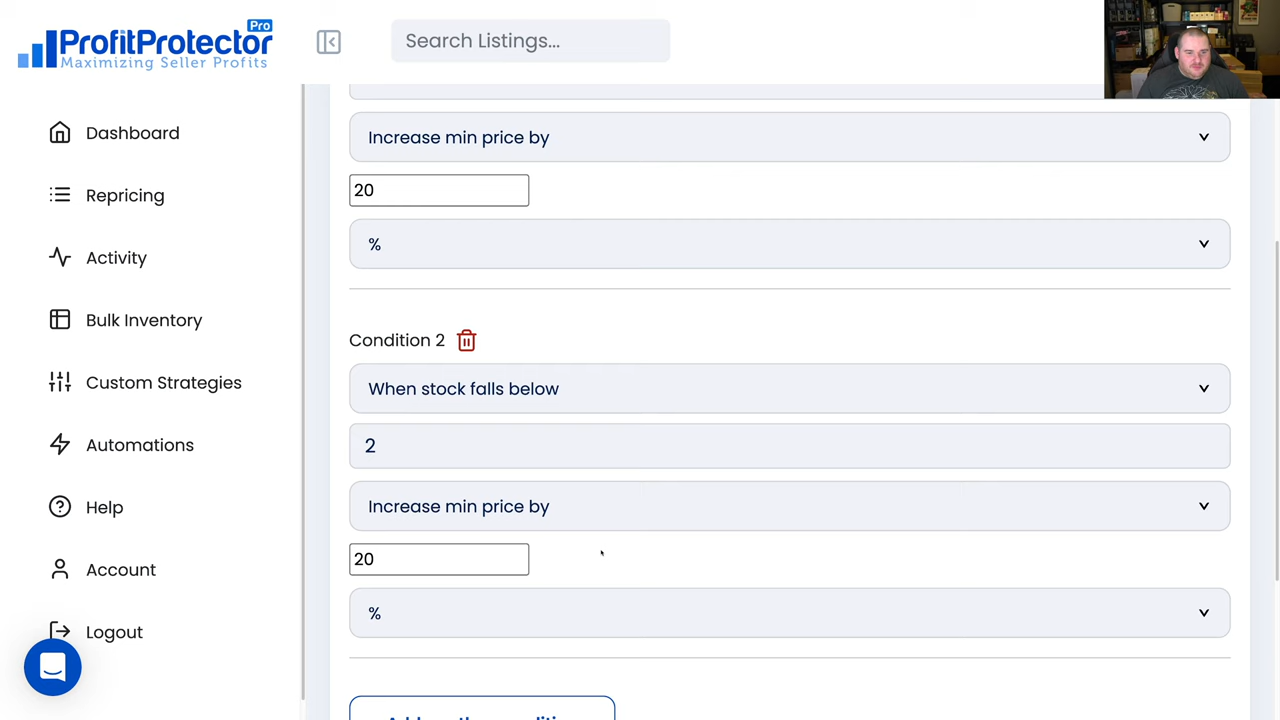 ProfitProtector Pro
Maximizing Seller Profits
Search Listings...
Dashboard
Repricing
Activity
Bulk Inventory
Custom Strategies
Automations
Help
Account
Logout
Increase min price by
20
%
Condition 2
When stock falls below
2
Increase min price by
20
%